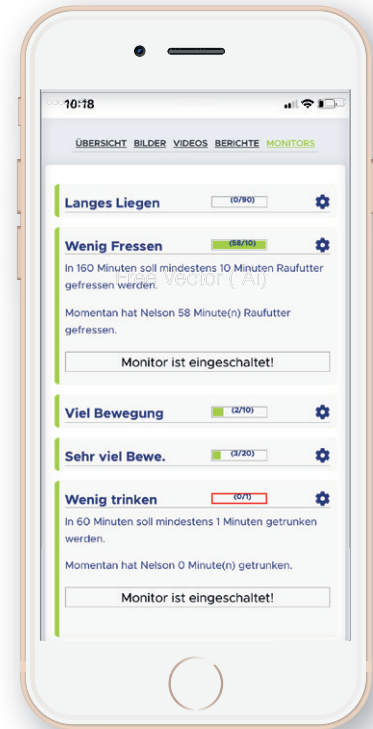 10:18
ÜBERSICHT BILDER VIDEOS BERICHTE MONITORS
Langes Liegen (0/90)
Wenig Fressen (58/10)
In 160 Minuten soll mindestens 10 Minuten Raufutter
gefressen werden.
Free Vector ( AI)
Momentan hat Nelson 58 Minute(n) Raufutter
gefressen.
Monitor ist eingeschaltet!
Viel Bewegung (2/10)
Sehr viel Bewe. (3/20)
Wenig trinken (0/1)
In 60 Minuten soll mindestens 1 Minuten getrunken
werden.
Momentan hat Nelson 0 Minute(n) getrunken.
Monitor ist eingeschaltet!